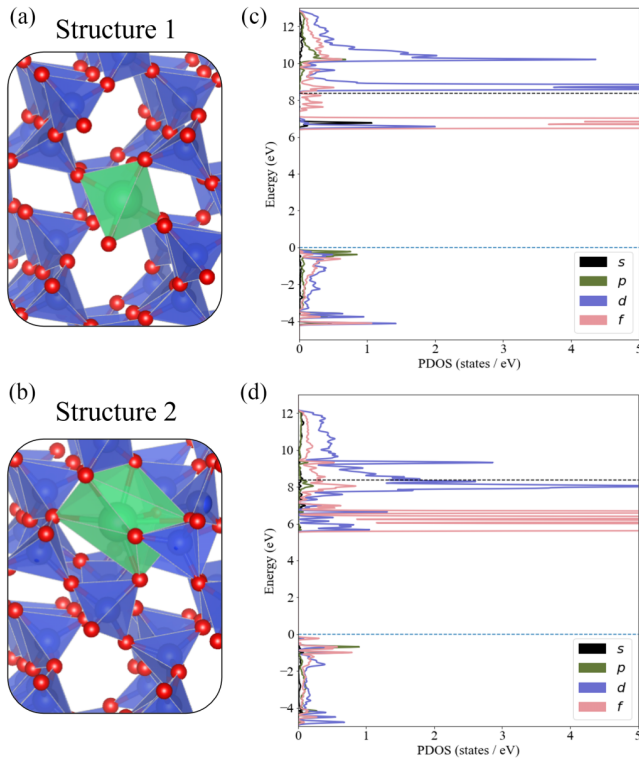 (a)
Structure 1
(c)
12
10
8
6
4
2
0
−2
−4
Energy (eV)
s
p
d
f
0
1
2
3
4
5
PDOS (states / eV)
(b)
Structure 2
(d)
12
10
8
6
4
2
0
−2
−4
Energy (eV)
s
p
d
f
0
1
2
3
4
5
PDOS (states / eV)